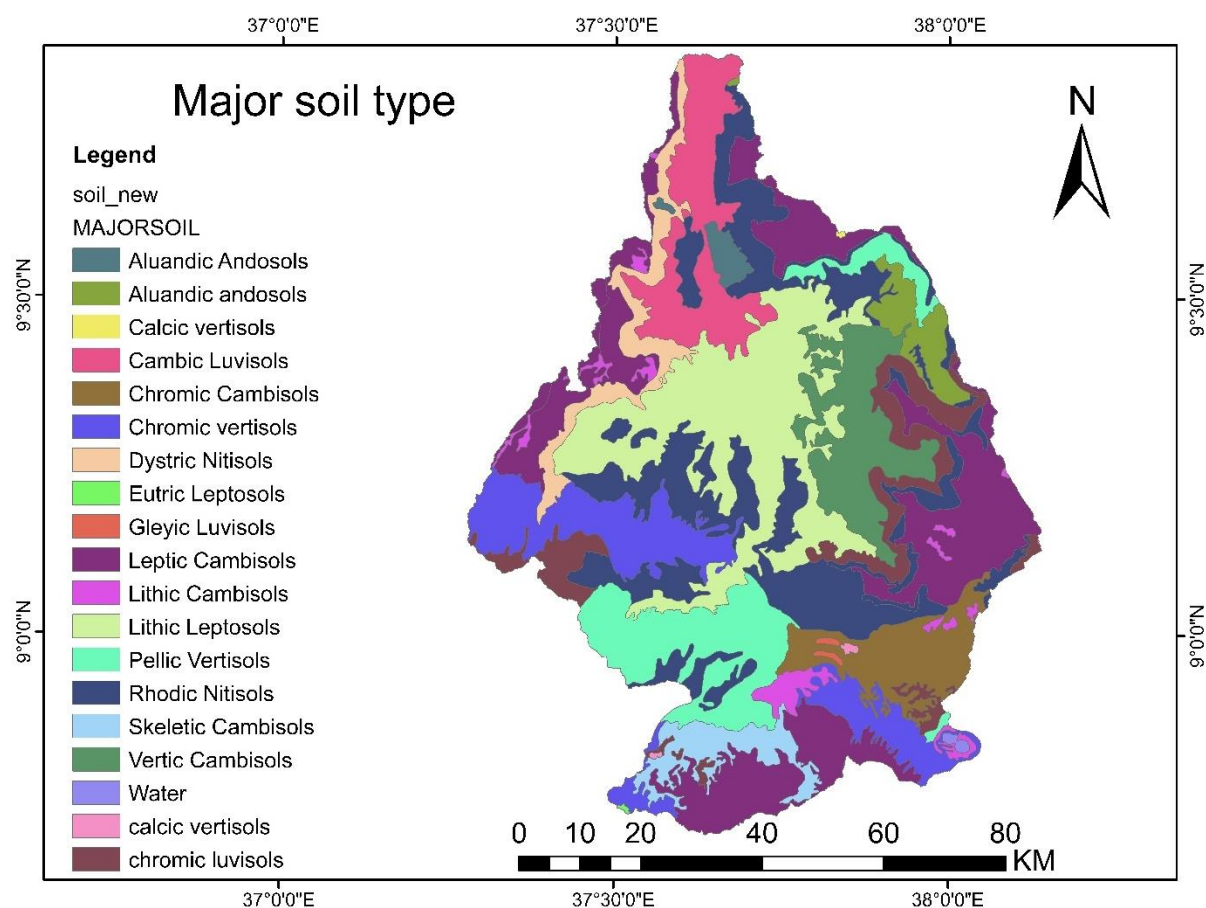 37°0'0"E 37°30'0"E 38°0'0"E
Major soil type
N
Legend
soil_new
MAJORSOIL
Aluandic Andosols
Aluandic andosols
Calcic vertisols
Cambic Luvisols
Chromic Cambisols
Chromic vertisols
Dystric Nitisols
Eutric Leptosols
Gleyic Luvisols
Leptic Cambisols
Lithic Cambisols
Lithic Leptosols
Pellic Vertisols
Rhodic Nitisols
Skeletic Cambisols
Vertic Cambisols
Water
calcic vertisols
chromic luvisols
9°30'0"N
9°0'0"N
9°30'0"N
9°0'0"N
0 10 20 40 60 80
KM
37°0'0"E 37°30'0"E 38°0'0"E